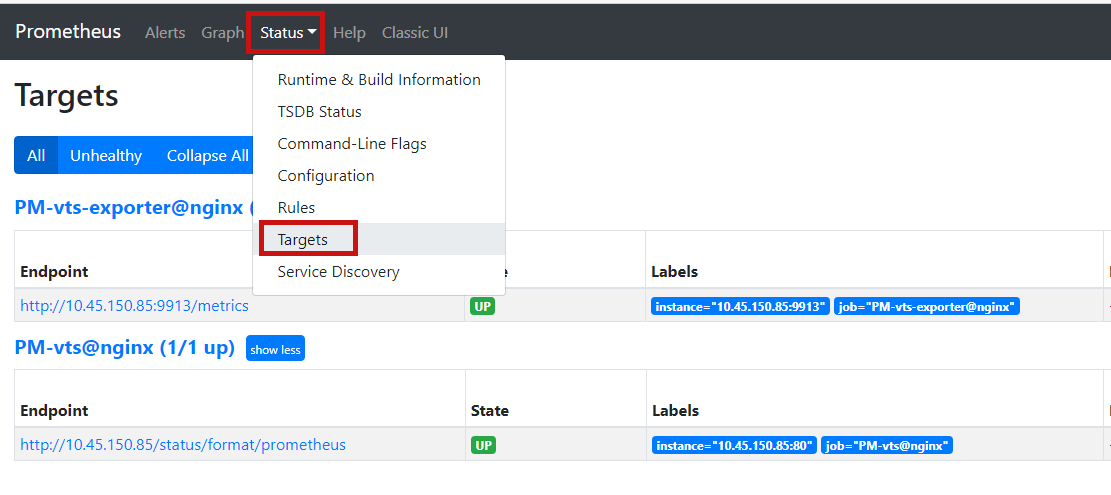 Prometheus Alerts Graph Status Help Classic UI
Runtime & Build Information
TSDB Status
Command-Line Flags
Configuration
Rules
Targets
Service Discovery
Targets
All Unhealthy Collapse All
PM-vts-exporter@nginx (
Endpoint Labels
http://10.45.150.85:9913/metrics UP instance="10.45.150.85:9913" job="PM-vts-exporter@nginx"
PM-vts@nginx (1/1 up) show less
Endpoint State Labels
http://10.45.150.85/status/format/prometheus UP instance="10.45.150.85:80" job="PM-vts@nginx"